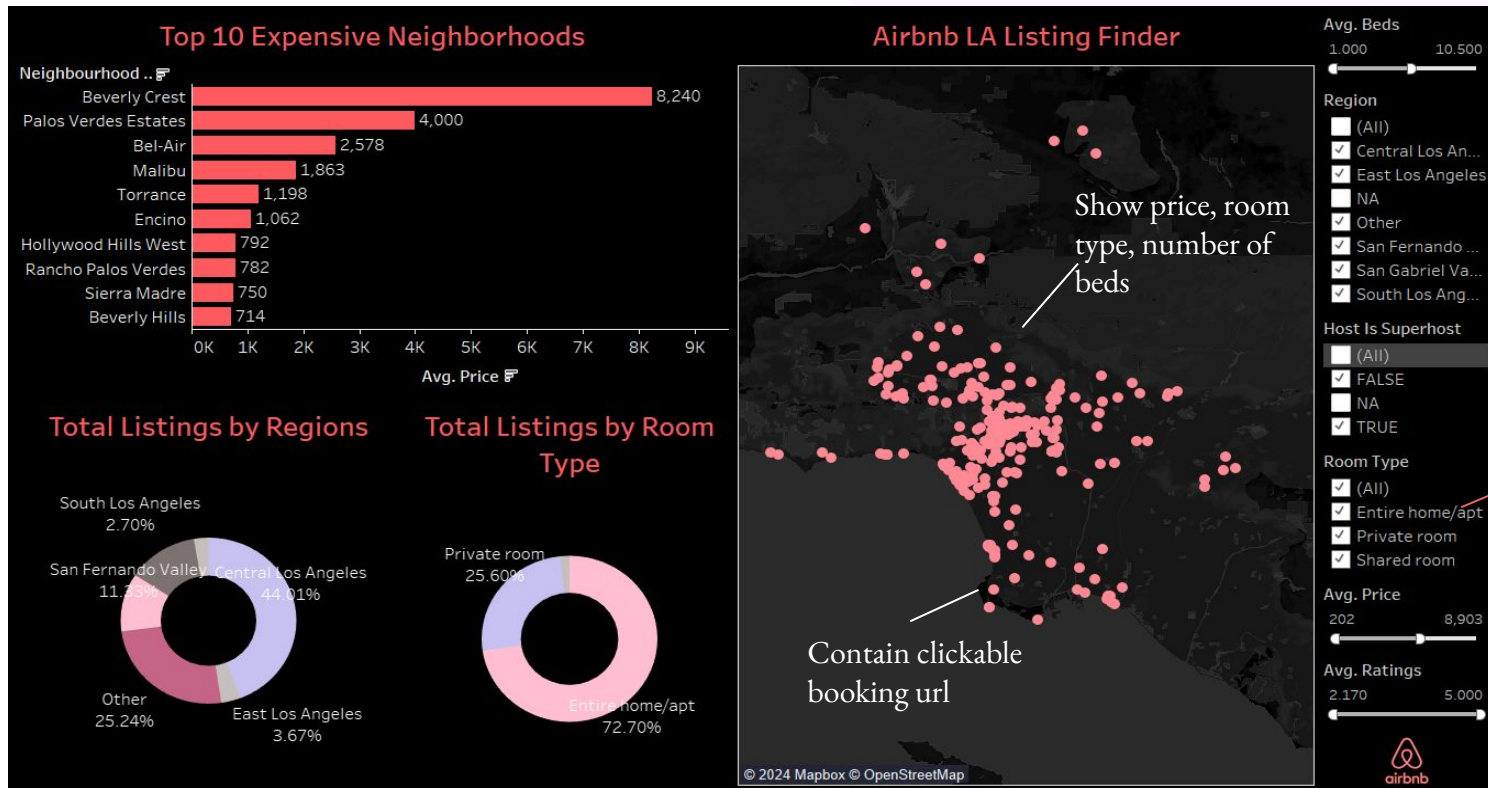 Top 10 Expensive Neighborhoods
Neighbourhood ..
Beverly Crest 8,240
Palos Verdes Estates 4,000
Bel-Air 2,578
Malibu 1,863
Torrance 1,198
Encino 1,062
Hollywood Hills West 792
Rancho Palos Verdes 782
Sierra Madre 750
Beverly Hills 714
0K 1K 2K 3K 4K 5K 6K 7K 8K 9K
Avg. Price
Total Listings by Regions
South Los Angeles
2.70%
San Fernando Valley
11.33%
Central Los Angeles
44.01%
Other
25.24%
East Los Angeles
3.67%
Total Listings by Room
Type
Private room
25.60%
Entire home/apt
72.70%
Airbnb LA Listing Finder
Show price, room
type, number of
beds
Contain clickable
booking url
© 2024 Mapbox © OpenStreetMap
Avg. Beds
1.000 10.500
Region
(All)
Central Los An...
East Los Angeles
NA
Other
San Fernando ...
San Gabriel Va...
South Los Ang...
Host Is Superhost
(All)
FALSE
NA
TRUE
Room Type
(All)
Entire home/apt
Private room
Shared room
Avg. Price
202 8,903
Avg. Ratings
2.170 5.000
airbnb